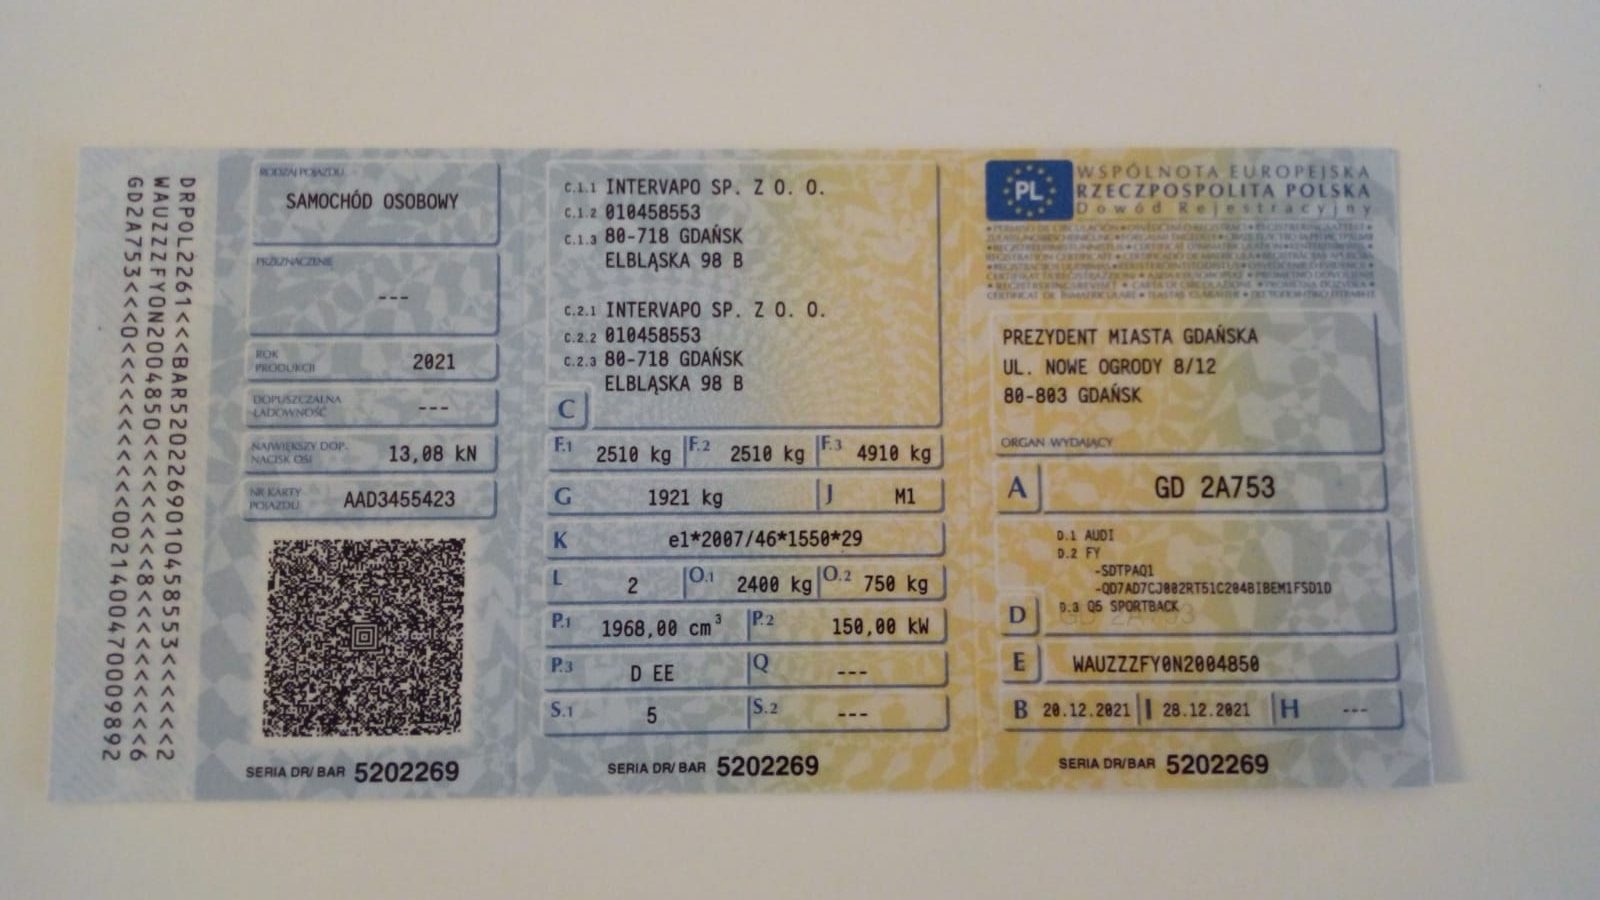 DRPOL2261<<<BAR520226901045853<<<<<<2
WAUZZZFY0N2004850<<<<<<<<8<<<<<<<<<<6
GD2A753<<<0<<<<<<<<<<<0021400470009892
RODZAJ POJAZDU
SAMOCHÓD OSOBOWY
PRZEZNACZENIE
---
ROK
PRODUKCJI
2021
DOPUSZCZALNA
ŁADOWNOŚĆ
---
NAJWIĘKSZY DOP.
NACISK OSI
13,08 kN
NR KARTY
POJAZDU
AAD3455423
SERIA DR/ BAR 5202269
C.1.1 INTERVAPO SP. Z O. O.
C.1.2 010458553
C.1.3 80-718 GDAŃSK
ELBLĄSKA 98 B
C.2.1 INTERVAPO SP. Z O. O.
C.2.2 010458553
C.2.3 80-718 GDAŃSK
ELBLĄSKA 98 B
C
F.1 2510 kg F.2 2510 kg F.3 4910 kg
G 1921 kg J M1
K e1*2007/46*1550*29
L 2 O.1 2400 kg O.2 750 kg
P.1 1968,00 cm³ P.2 150,00 kW
P.3 D EE Q ---
S.1 5 S.2 ---
SERIA DR/ BAR 5202269
PL
WSPÓLNOTA EUROPEJSKA
RZECZPOSPOLITA POLSKA
Dowód Rejestracyjny
PREZYDENT MIASTA GDAŃSKA
UL. NOWE OGRODY 8/12
80-803 GDAŃSK
ORGAN WYDAJĄCY
A GD 2A753
D.1 AUDI
D.2 FY
-SDTPAQ1
-QD7AD7CJ002RT51C204BIBEM1FSD1D
D D.3 Q5 SPORTBACK
GD 2A753
E WAUZZZFY0N2004850
B 20.12.2021 I 28.12.2021 H ---
SERIA DR/ BAR 5202269